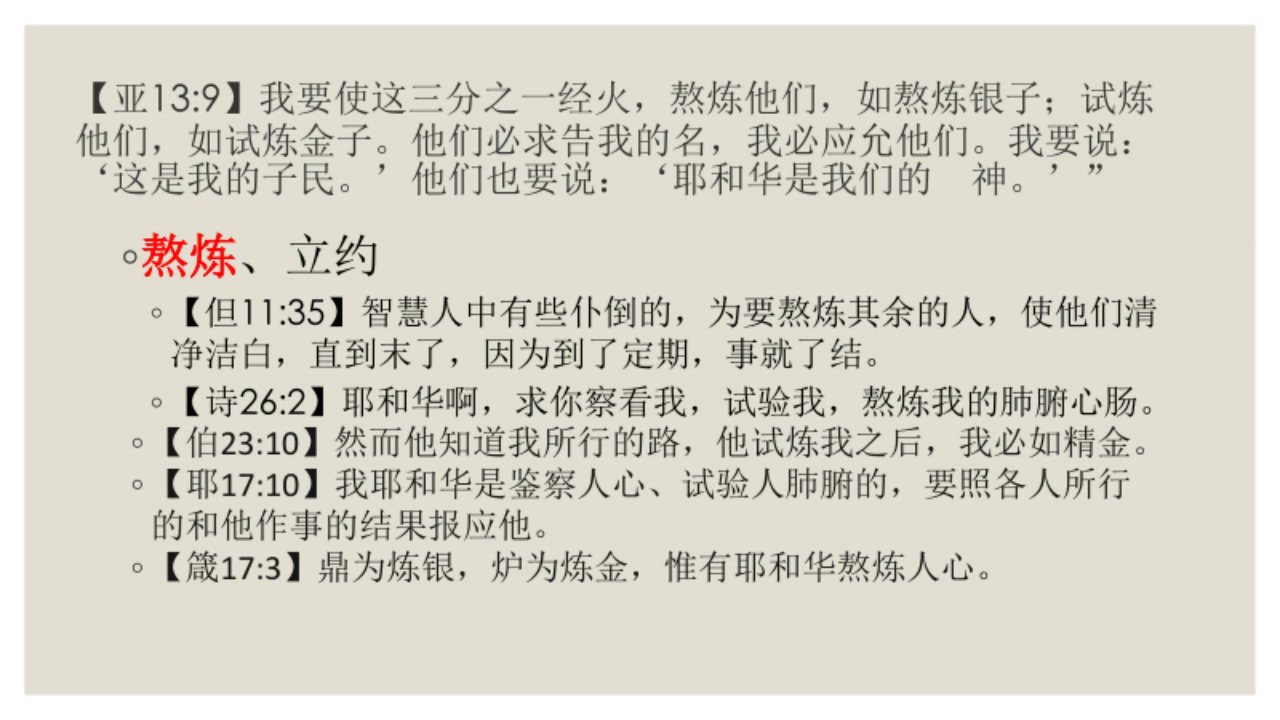 【亚13:9】我要使这三分之一经火，熬炼他们，如熬炼银子；试炼
他们，如试炼金子。他们必求告我的名，我必应允他们。我要说：
‘这是我的子民。’他们也要说：‘耶和华是我们的　神。’”
◦熬炼、立约
◦【但11:35】智慧人中有些仆倒的，为要熬炼其余的人，使他们清
净洁白，直到末了，因为到了定期，事就了结。
◦【诗26:2】耶和华啊，求你察看我，试验我，熬炼我的肺腑心肠。
◦【伯23:10】然而他知道我所行的路，他试炼我之后，我必如精金。
◦【耶17:10】我耶和华是鉴察人心、试验人肺腑的，要照各人所行
的和他作事的结果报应他。
◦【箴17:3】鼎为炼银，炉为炼金，惟有耶和华熬炼人心。